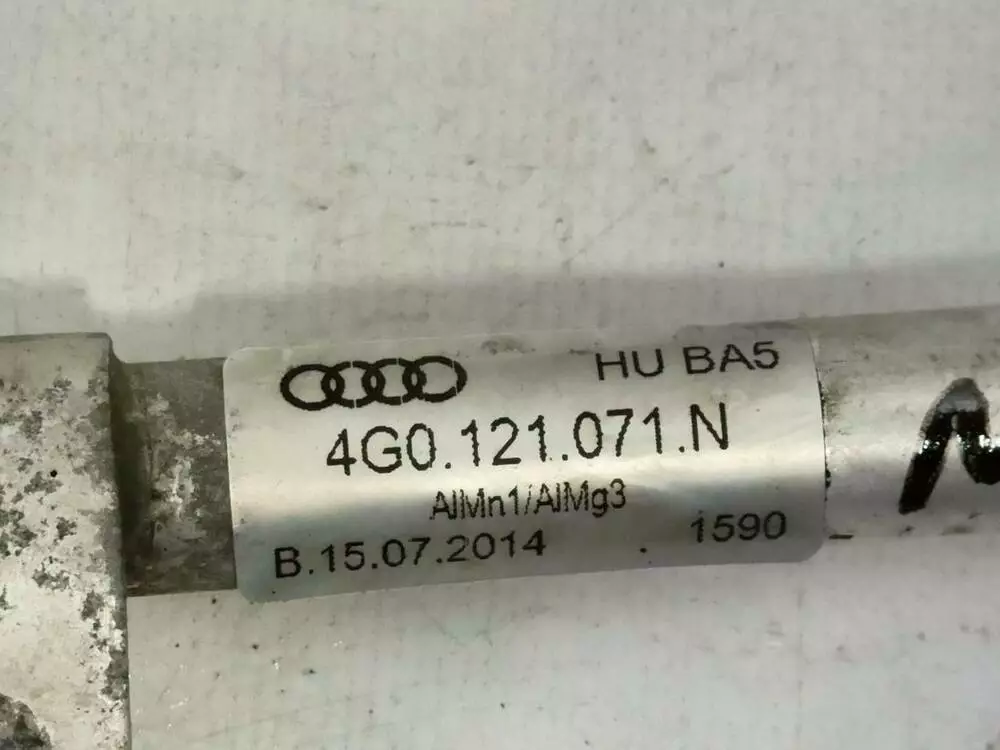 HU BA5
4G0.121.071.N
AlMn1/AlMg3
B.15.07.2014 . 1590